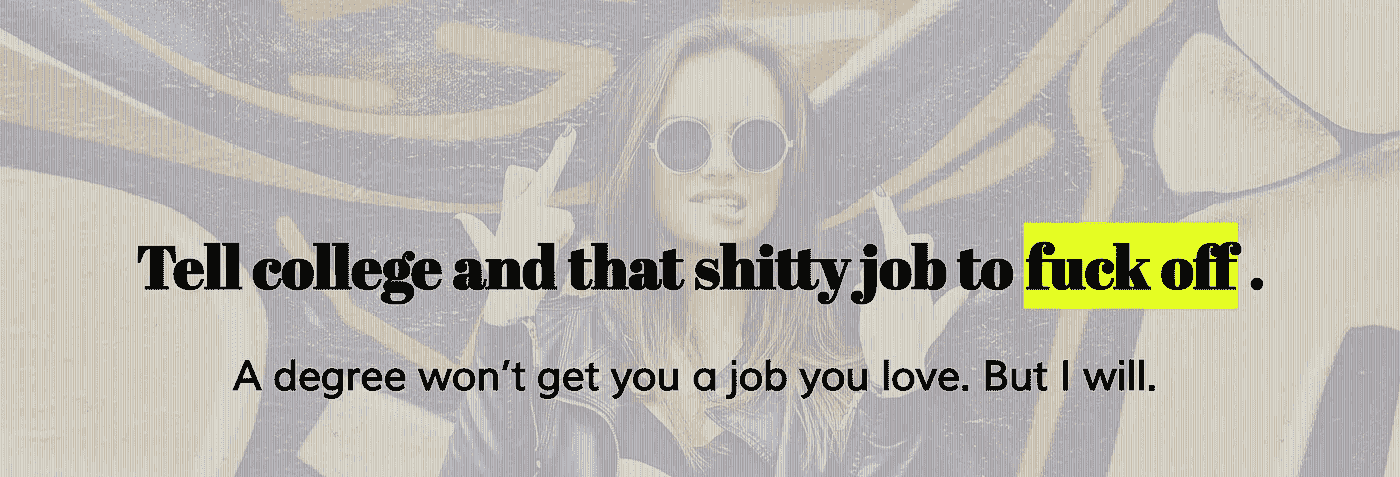 Tell college and that shitty job to fuck off .
A degree won't get you a job you love. But I will.